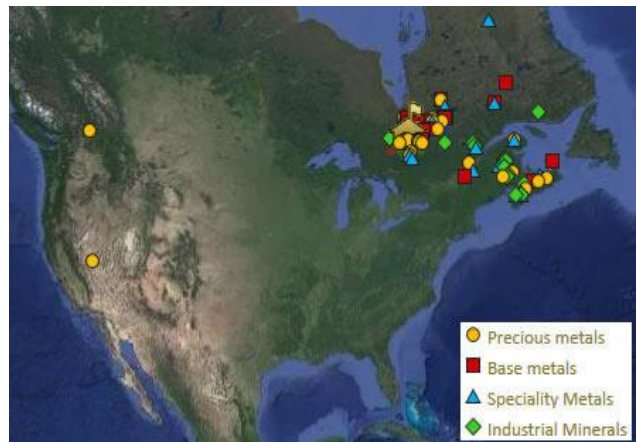 Precious metals
Base metals
Speciality Metals
Industrial Minerals